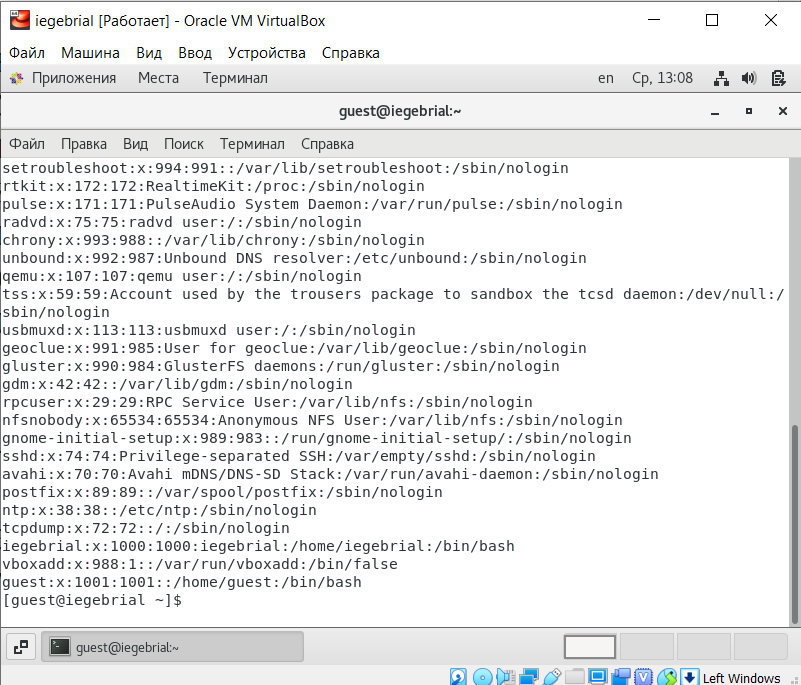 iegebrial [Работает] - Oracle VM VirtualBox
Файл Машина Вид Ввод Устройства Справка
Приложения Места Терминал en Ср, 13:08
guest@iegebrial:~
Файл Правка Вид Поиск Терминал Справка
setroubleshoot:x:994:991::/var/lib/setroubleshoot:/sbin/nologin
rtkit:x:172:172:RealtimeKit:/proc:/sbin/nologin
pulse:x:171:171:PulseAudio System Daemon:/var/run/pulse:/sbin/nologin
radvd:x:75:75:radvd user:/:/sbin/nologin
chrony:x:993:988::/var/lib/chrony:/sbin/nologin
unbound:x:992:987:Unbound DNS resolver:/etc/unbound:/sbin/nologin
qemu:x:107:107:qemu user:/:/sbin/nologin
tss:x:59:59:Account used by the trousers package to sandbox the tcsd daemon:/dev/null:/
sbin/nologin
usbmuxd:x:113:113:usbmuxd user:/:/sbin/nologin
geoclue:x:991:985:User for geoclue:/var/lib/geoclue:/sbin/nologin
gluster:x:990:984:GlusterFS daemons:/run/gluster:/sbin/nologin
gdm:x:42:42::/var/lib/gdm:/sbin/nologin
rpcuser:x:29:29:RPC Service User:/var/lib/nfs:/sbin/nologin
nfsnobody:x:65534:65534:Anonymous NFS User:/var/lib/nfs:/sbin/nologin
gnome-initial-setup:x:989:983::/run/gnome-initial-setup/:/sbin/nologin
sshd:x:74:74:Privilege-separated SSH:/var/empty/sshd:/sbin/nologin
avahi:x:70:70:Avahi mDNS/DNS-SD Stack:/var/run/avahi-daemon:/sbin/nologin
postfix:x:89:89::/var/spool/postfix:/sbin/nologin
ntp:x:38:38::/etc/ntp:/sbin/nologin
tcpdump:x:72:72::/:/sbin/nologin
iegebrial:x:1000:1000:iegebrial:/home/iegebrial:/bin/bash
vboxadd:x:988:1::/var/run/vboxadd:/bin/false
guest:x:1001:1001::/home/guest:/bin/bash
[guest@iegebrial ~]$
guest@iegebrial:~
Left Windows